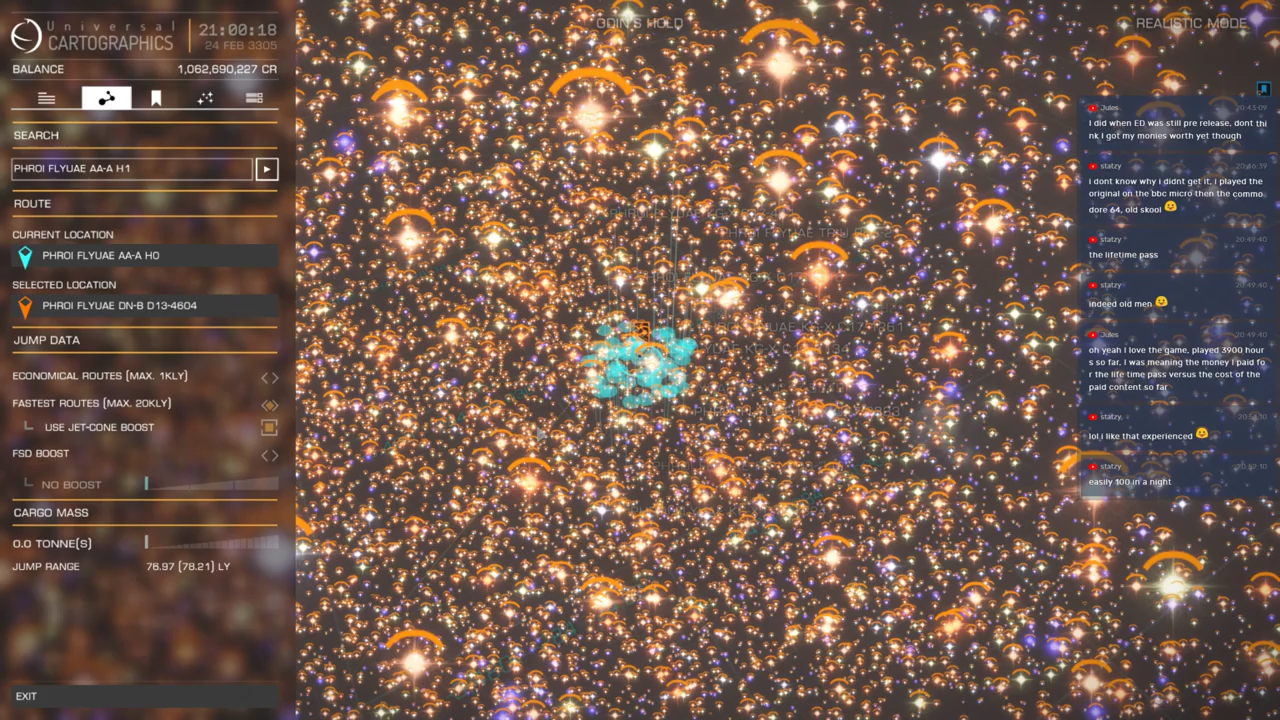 Universal
CARTOGRAPHICS
21:00:18
24 FEB 3305
BALANCE
1,062,690,227 CR
SEARCH
PHROI FLYUAE AA-A H1
ROUTE
CURRENT LOCATION
PHROI FLYUAE AA-A H0
SELECTED LOCATION
PHROI FLYUAE DN-B D13-4604
JUMP DATA
ECONOMICAL ROUTES (MAX. 1KLY)
FASTEST ROUTES (MAX. 20KLY)
USE JET-CONE BOOST
FSD BOOST
NO BOOST
CARGO MASS
0.0 TONNE(S)
JUMP RANGE
76.97 (78.21) LY
EXIT
ODIN'S HOLD
REALISTIC MODE
Jules
20:43:09
I did when ED was still pre release, dont thi
nk I got my monies worth yet though
statzy
20:46:39
i dont know why i didnt get it. i played the
original on the bbc micro then the commo
dore 64, old skool
statzy
20:49:40
the lifetime pass
statzy
20:49:40
indeed old men
Jules
20:49:40
oh yeah I love the game, played 3900 hour
s so far. I was meaning the money I paid fo
r the life time pass versus the cost of the
paid content so far
statzy
lol i like that experienced
statzy
easily 100 in a night